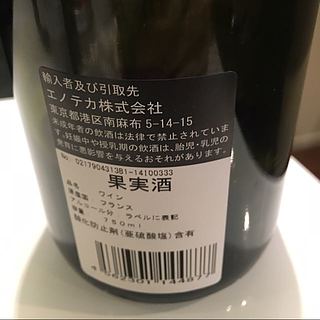 輸入者及び引取先
エノテカ株式会社
東京都港区南麻布 5-14-15
未成年者の飲酒は法律で禁止されていま
す。妊娠中や授乳期の飲酒は、胎児・乳児の
発育に悪影響を与えるおそれがあります。
No 0217904313B1-14100333
果実酒
品名 ワイン
原産国 フランス
アルコール分 ラベルに表記
容量 750ml
酸化防止剤(亜硫酸塩)含有